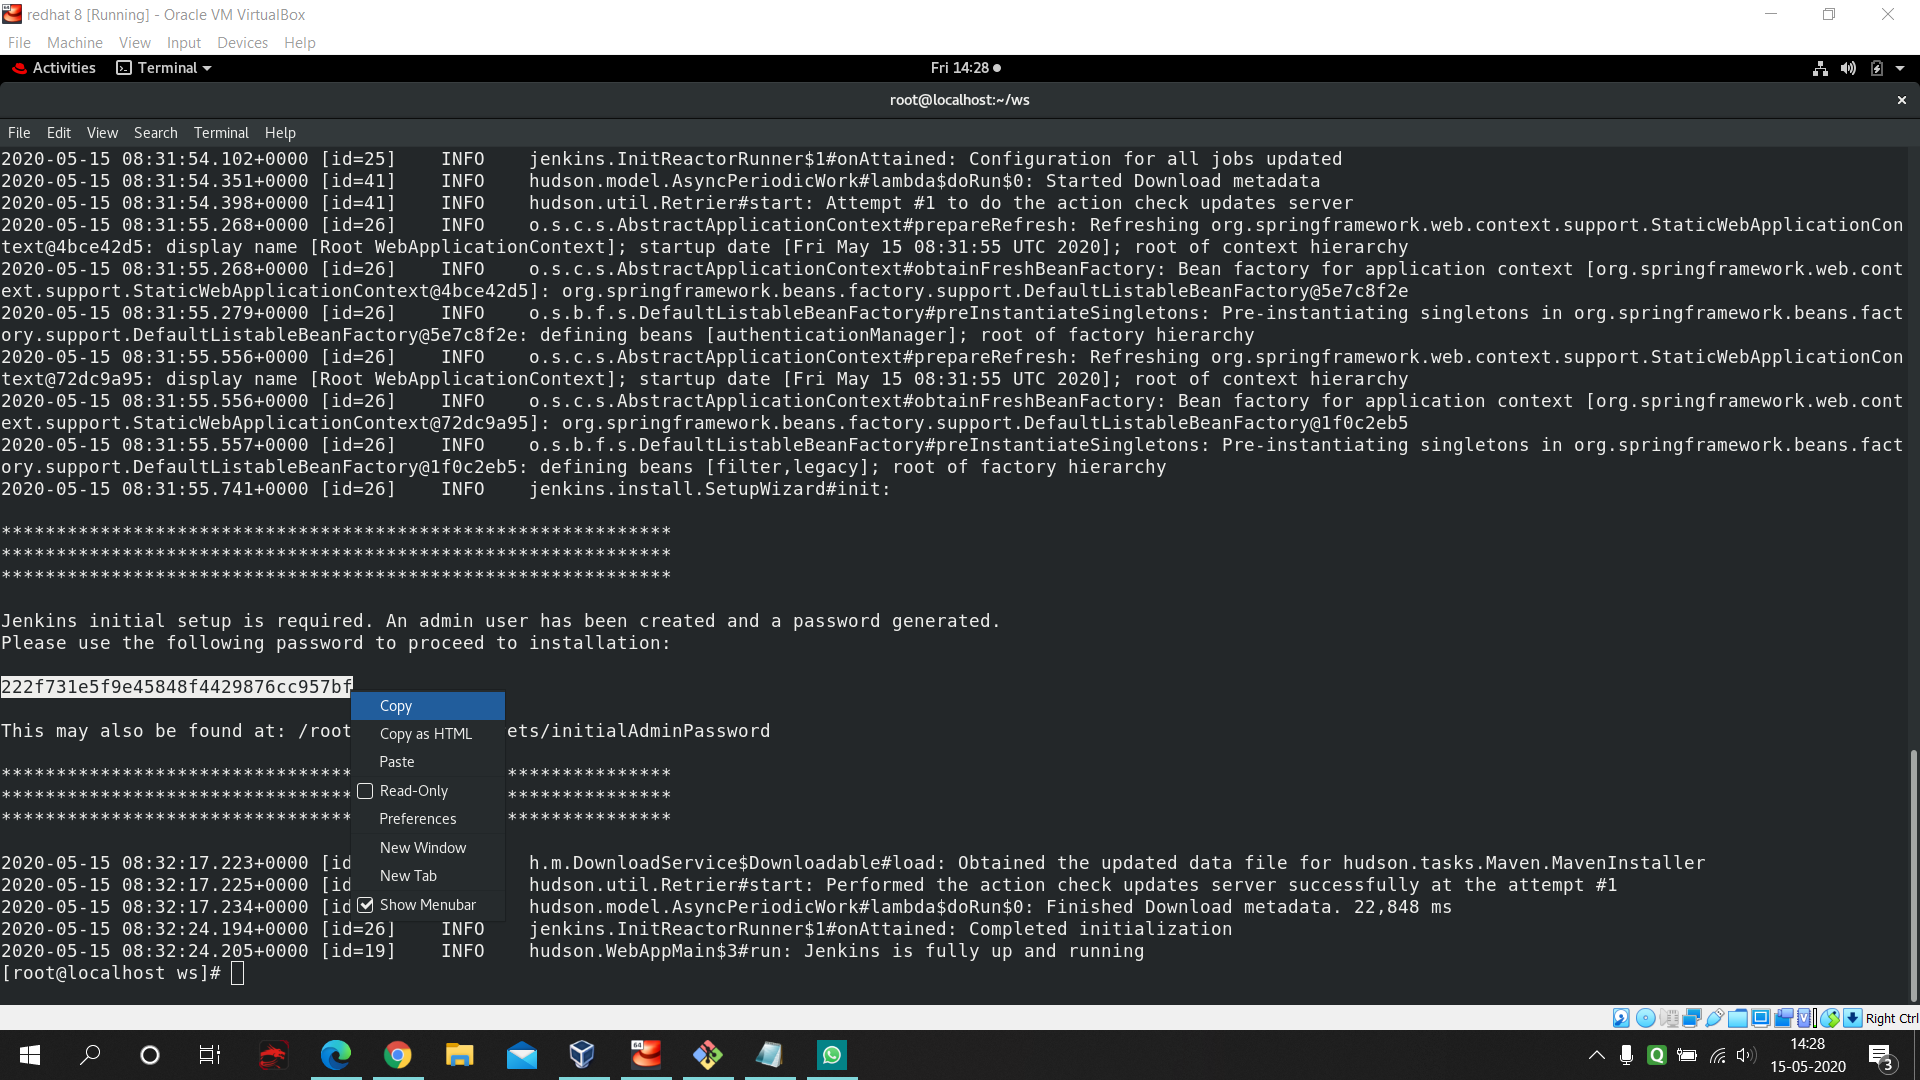 redhat 8 [Running] - Oracle VM VirtualBox
File Machine View Input Devices Help
Activities Terminal Fri 14:28
root@localhost:~/ws
File Edit View Search Terminal Help
2020-05-15 08:31:54.102+0000 [id=25] INFO jenkins.InitReactorRunner$1#onAttained: Configuration for all jobs updated
2020-05-15 08:31:54.351+0000 [id=41] INFO hudson.model.AsyncPeriodicWork#lambda$doRun$0: Started Download metadata
2020-05-15 08:31:54.398+0000 [id=41] INFO hudson.util.Retrier#start: Attempt #1 to do the action check updates server
2020-05-15 08:31:55.268+0000 [id=26] INFO o.s.c.s.AbstractApplicationContext#prepareRefresh: Refreshing org.springframework.web.context.support.StaticWebApplicationCon
text@4bce42d5: display name [Root WebApplicationContext]; startup date [Fri May 15 08:31:55 UTC 2020]; root of context hierarchy
2020-05-15 08:31:55.268+0000 [id=26] INFO o.s.c.s.AbstractApplicationContext#obtainFreshBeanFactory: Bean factory for application context [org.springframework.web.cont
ext.support.StaticWebApplicationContext@4bce42d5]: org.springframework.beans.factory.support.DefaultListableBeanFactory@5e7c8f2e
2020-05-15 08:31:55.279+0000 [id=26] INFO o.s.b.f.s.DefaultListableBeanFactory#preInstantiateSingletons: Pre-instantiating singletons in org.springframework.beans.fact
ory.support.DefaultListableBeanFactory@5e7c8f2e: defining beans [authenticationManager]; root of factory hierarchy
2020-05-15 08:31:55.556+0000 [id=26] INFO o.s.c.s.AbstractApplicationContext#prepareRefresh: Refreshing org.springframework.web.context.support.StaticWebApplicationCon
text@72dc9a95: display name [Root WebApplicationContext]; startup date [Fri May 15 08:31:55 UTC 2020]; root of context hierarchy
2020-05-15 08:31:55.556+0000 [id=26] INFO o.s.c.s.AbstractApplicationContext#obtainFreshBeanFactory: Bean factory for application context [org.springframework.web.cont
ext.support.StaticWebApplicationContext@72dc9a95]: org.springframework.beans.factory.support.DefaultListableBeanFactory@1f0c2eb5
2020-05-15 08:31:55.557+0000 [id=26] INFO o.s.b.f.s.DefaultListableBeanFactory#preInstantiateSingletons: Pre-instantiating singletons in org.springframework.beans.fact
ory.support.DefaultListableBeanFactory@1f0c2eb5: defining beans [filter,legacy]; root of factory hierarchy
2020-05-15 08:31:55.741+0000 [id=26] INFO jenkins.install.SetupWizard#init:
*************************************************************
*************************************************************
*************************************************************
Jenkins initial setup is required. An admin user has been created and a password generated.
Please use the following password to proceed to installation:
222f731e5f9e45848f4429876cc957bf
Copy
This may also be found at: /root ets/initialAdminPassword
Copy as HTML
Paste
******************************** ***************
Read-Only
******************************** ***************
Preferences
******************************** ***************
New Window
2020-05-15 08:32:17.223+0000 [id h.m.DownloadService$Downloadable#load: Obtained the updated data file for hudson.tasks.Maven.MavenInstaller
New Tab
2020-05-15 08:32:17.225+0000 [id hudson.util.Retrier#start: Performed the action check updates server successfully at the attempt #1
Show Menubar
2020-05-15 08:32:17.234+0000 [id hudson.model.AsyncPeriodicWork#lambda$doRun$0: Finished Download metadata. 22,848 ms
2020-05-15 08:32:24.194+0000 [id=26] INFO jenkins.InitReactorRunner$1#onAttained: Completed initialization
2020-05-15 08:32:24.205+0000 [id=19] INFO hudson.WebAppMain$3#run: Jenkins is fully up and running
[root@localhost ws]#
Right Ctrl
64
14:28
15-05-2020
3